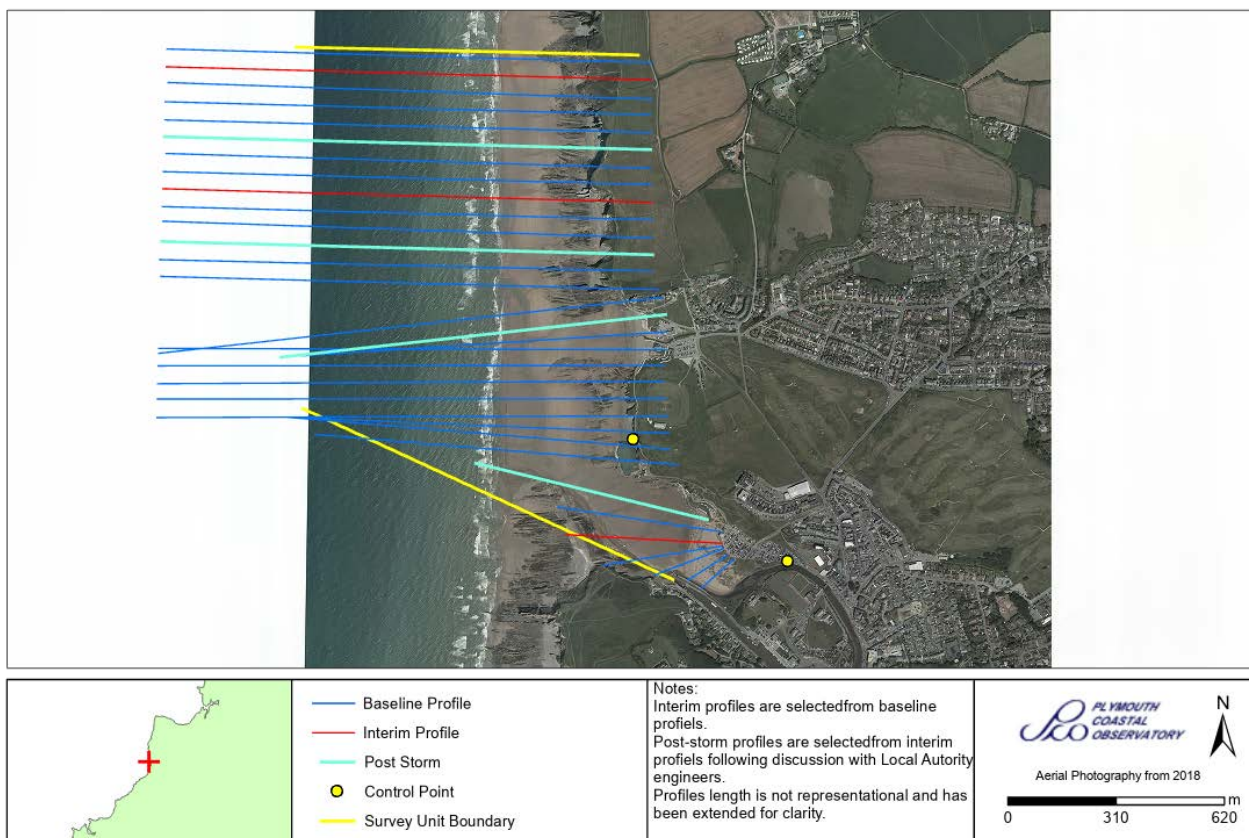 Baseline Profile
Interim Profile
Post Storm
Control Point
Survey Unit Boundary
Notes:
Interim profiles are selectedfrom baseline
profiels.
Post-storm profiles are selectedfrom interim
profiels following discussion with Local Autority
engineers.
Profiles length is not representational and has
been extended for clarity.
PLYMOUTH
COASTAL
OBSERVATORY
N
Aerial Photography from 2018
m
0 310 620